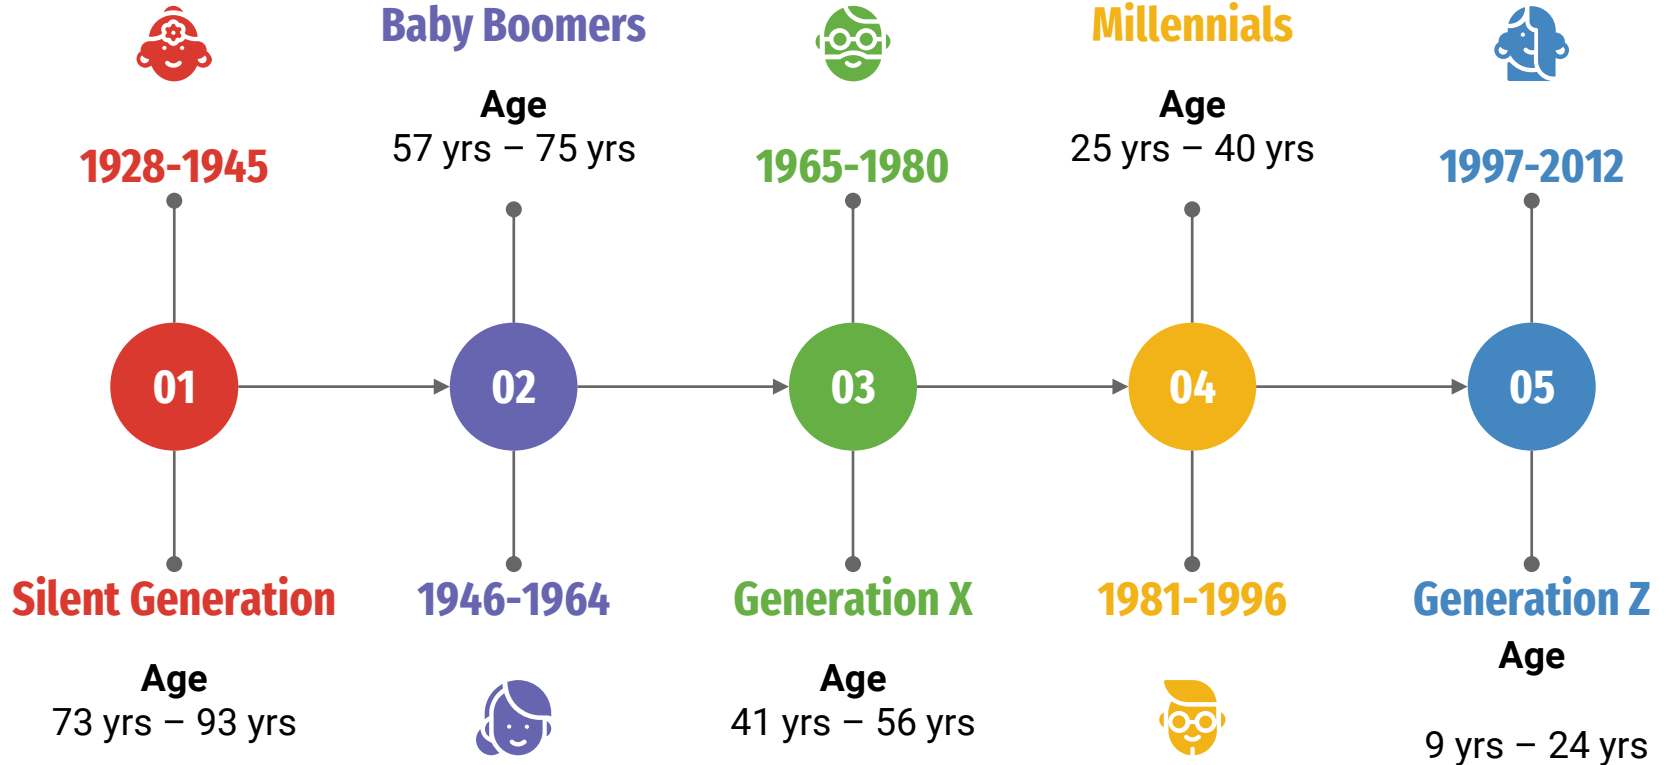 1928-1945
01
Silent Generation
Age
73 yrs – 93 yrs
Baby Boomers
Age
57 yrs – 75 yrs
02
1946-1964
1965-1980
03
Generation X
Age
41 yrs – 56 yrs
Millennials
Age
25 yrs – 40 yrs
04
1981-1996
1997-2012
05
Generation Z
Age
9 yrs – 24 yrs